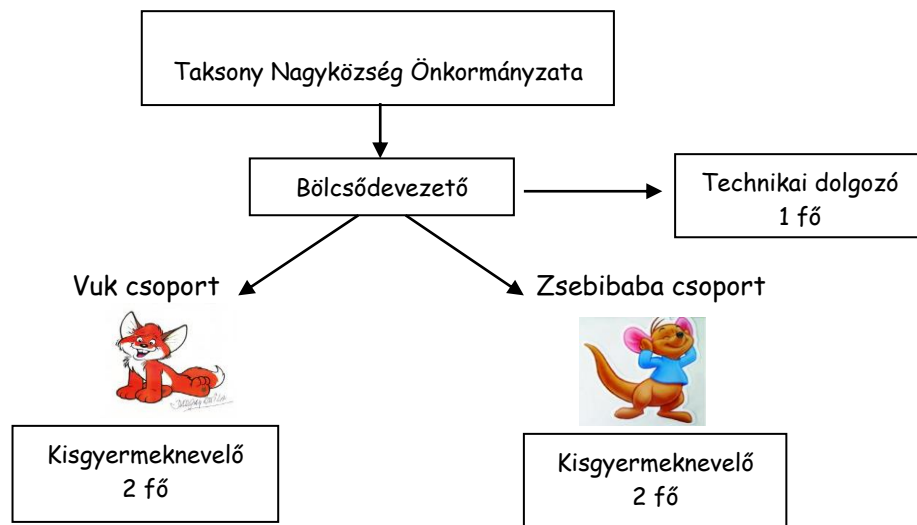 Taksony Nagyközség Önkormányzata
Bölcsődevezető
Technikai dolgozó
1 fő
Vuk csoport
Zsebibaba csoport
Kisgyermeknevelő
2 fő
Kisgyermeknevelő
2 fő